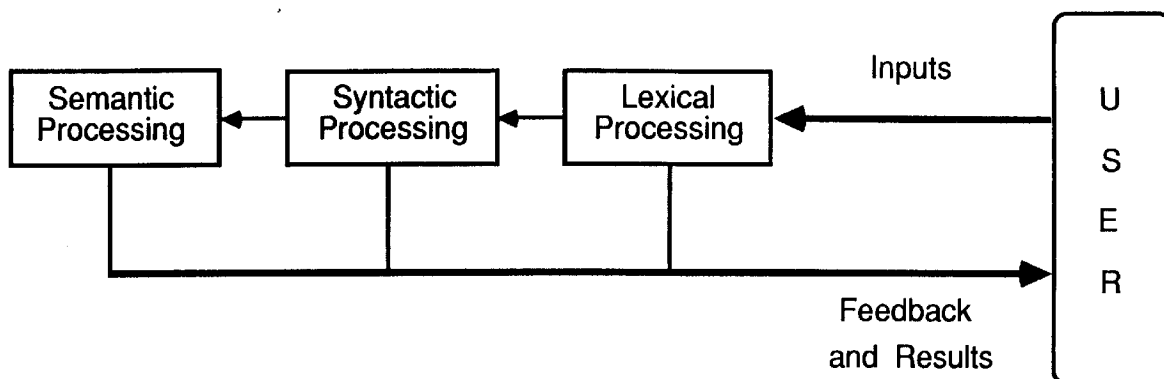 Semantic
Processing
Syntactic
Processing
Lexical
Processing
Inputs
U
S
E
R
Feedback
and Results